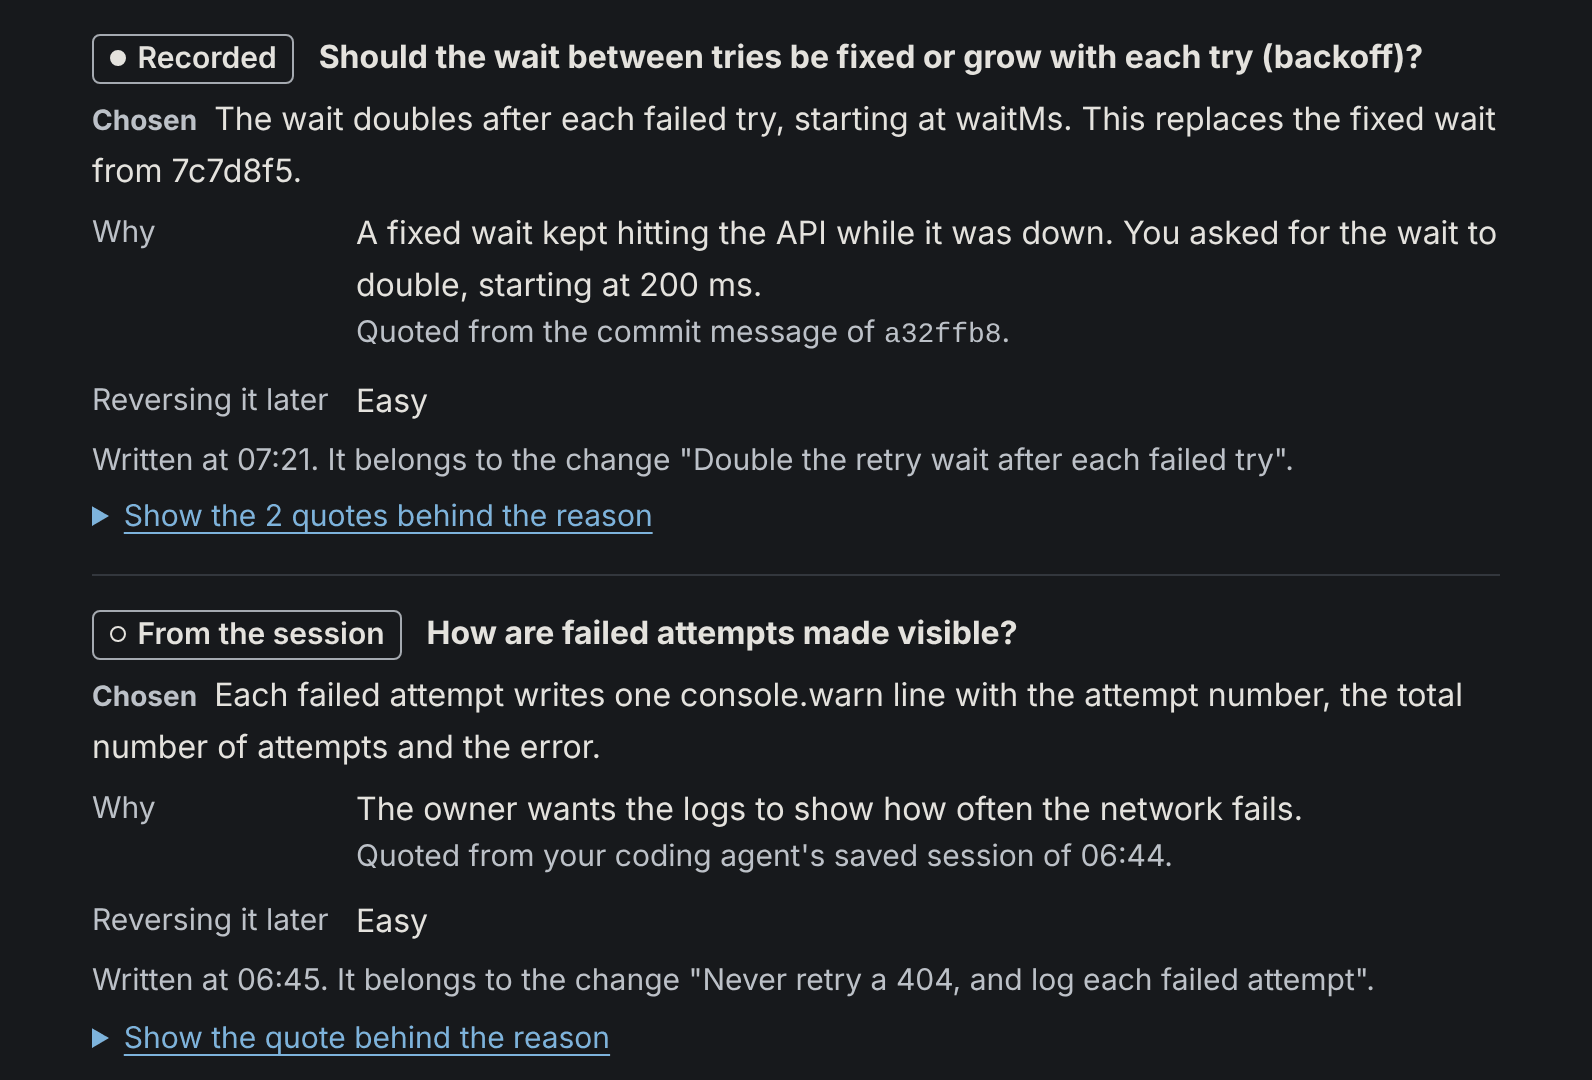 Recorded Should the wait between tries be fixed or grow with each try (backoff)?
Chosen The wait doubles after each failed try, starting at waitMs. This replaces the fixed wait
from 7c7d8f5.
Why A fixed wait kept hitting the API while it was down. You asked for the wait to
double, starting at 200 ms.
Quoted from the commit message of a32ffb8.
Reversing it later Easy
Written at 07:21. It belongs to the change "Double the retry wait after each failed try".
Show the 2 quotes behind the reason
From the session How are failed attempts made visible?
Chosen Each failed attempt writes one console.warn line with the attempt number, the total
number of attempts and the error.
Why The owner wants the logs to show how often the network fails.
Quoted from your coding agent's saved session of 06:44.
Reversing it later Easy
Written at 06:45. It belongs to the change "Never retry a 404, and log each failed attempt".
Show the quote behind the reason